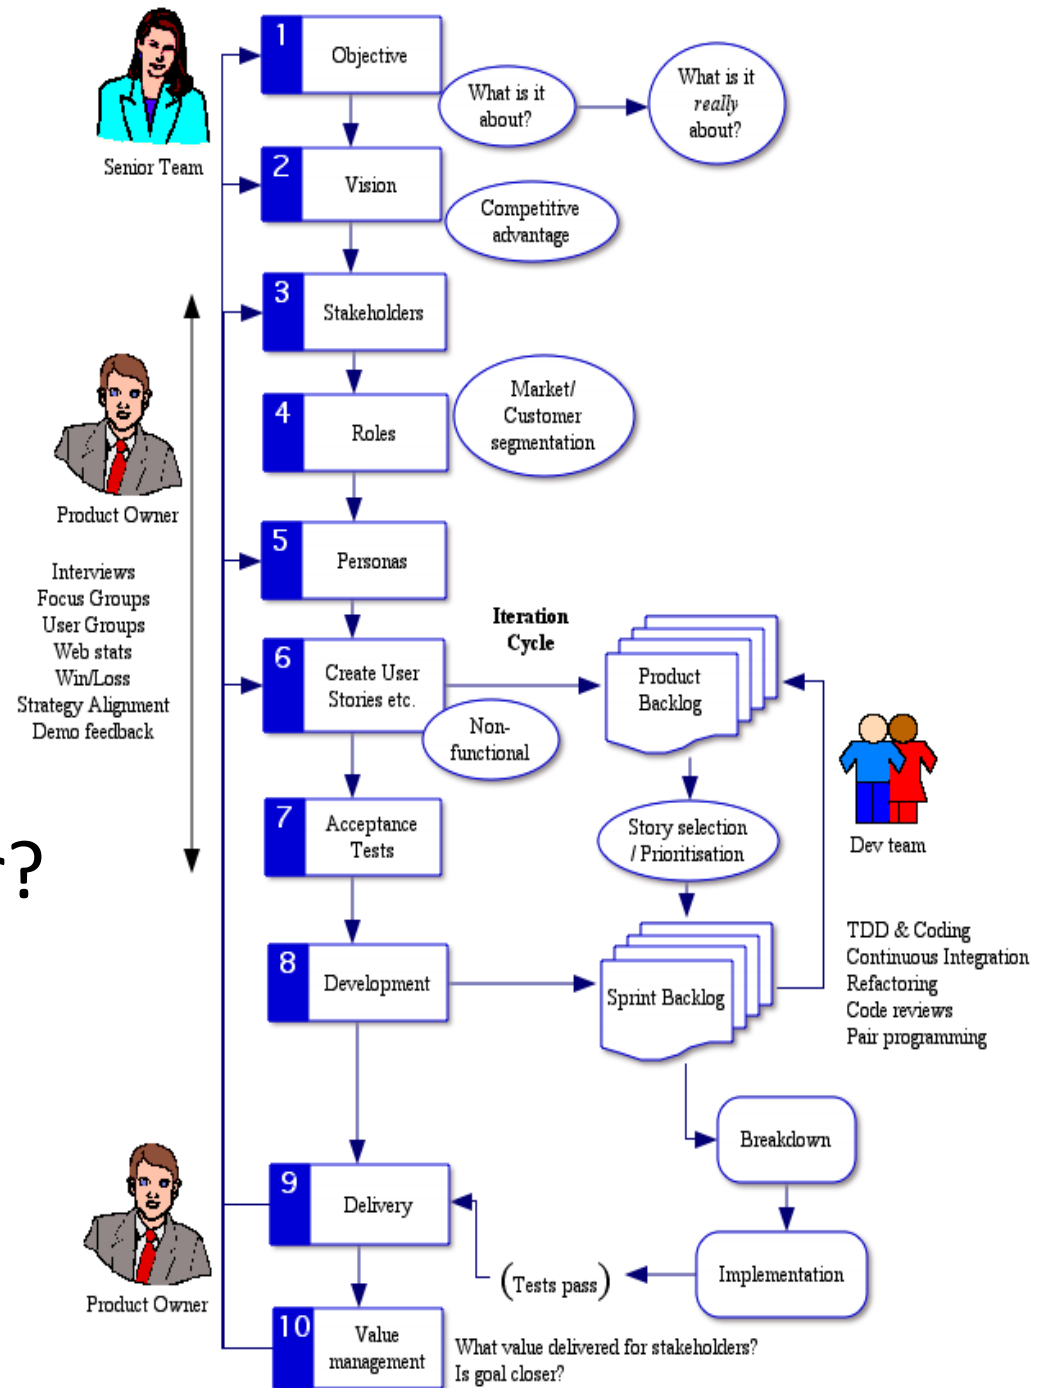 1
Objective
What is it
about?
What is it
really
about?
Senior Team
2
Vision
Competitive
advantage
3
Stakeholders
4
Roles
Market/
Customer
segmentation
Product Owner
Interviews
Focus Groups
User Groups
Web stats
Win/Loss
Strategy Alignment
Demo feedback
5
Personas
Iteration
Cycle
6
Create User
Stories etc.
Non-
functional
Product
Backlog
7
Acceptance
Tests
?
Story selection
/ Prioritisation
Dev team
TDD & Coding
Continuous Integration
Refactoring
Code reviews
Pair programming
8
Development
Sprint Backlog
Breakdown
9
Delivery
Implementation
(Tests pass)
Product Owner
10
Value
management
What value delivered for stakeholders?
Is goal closer?